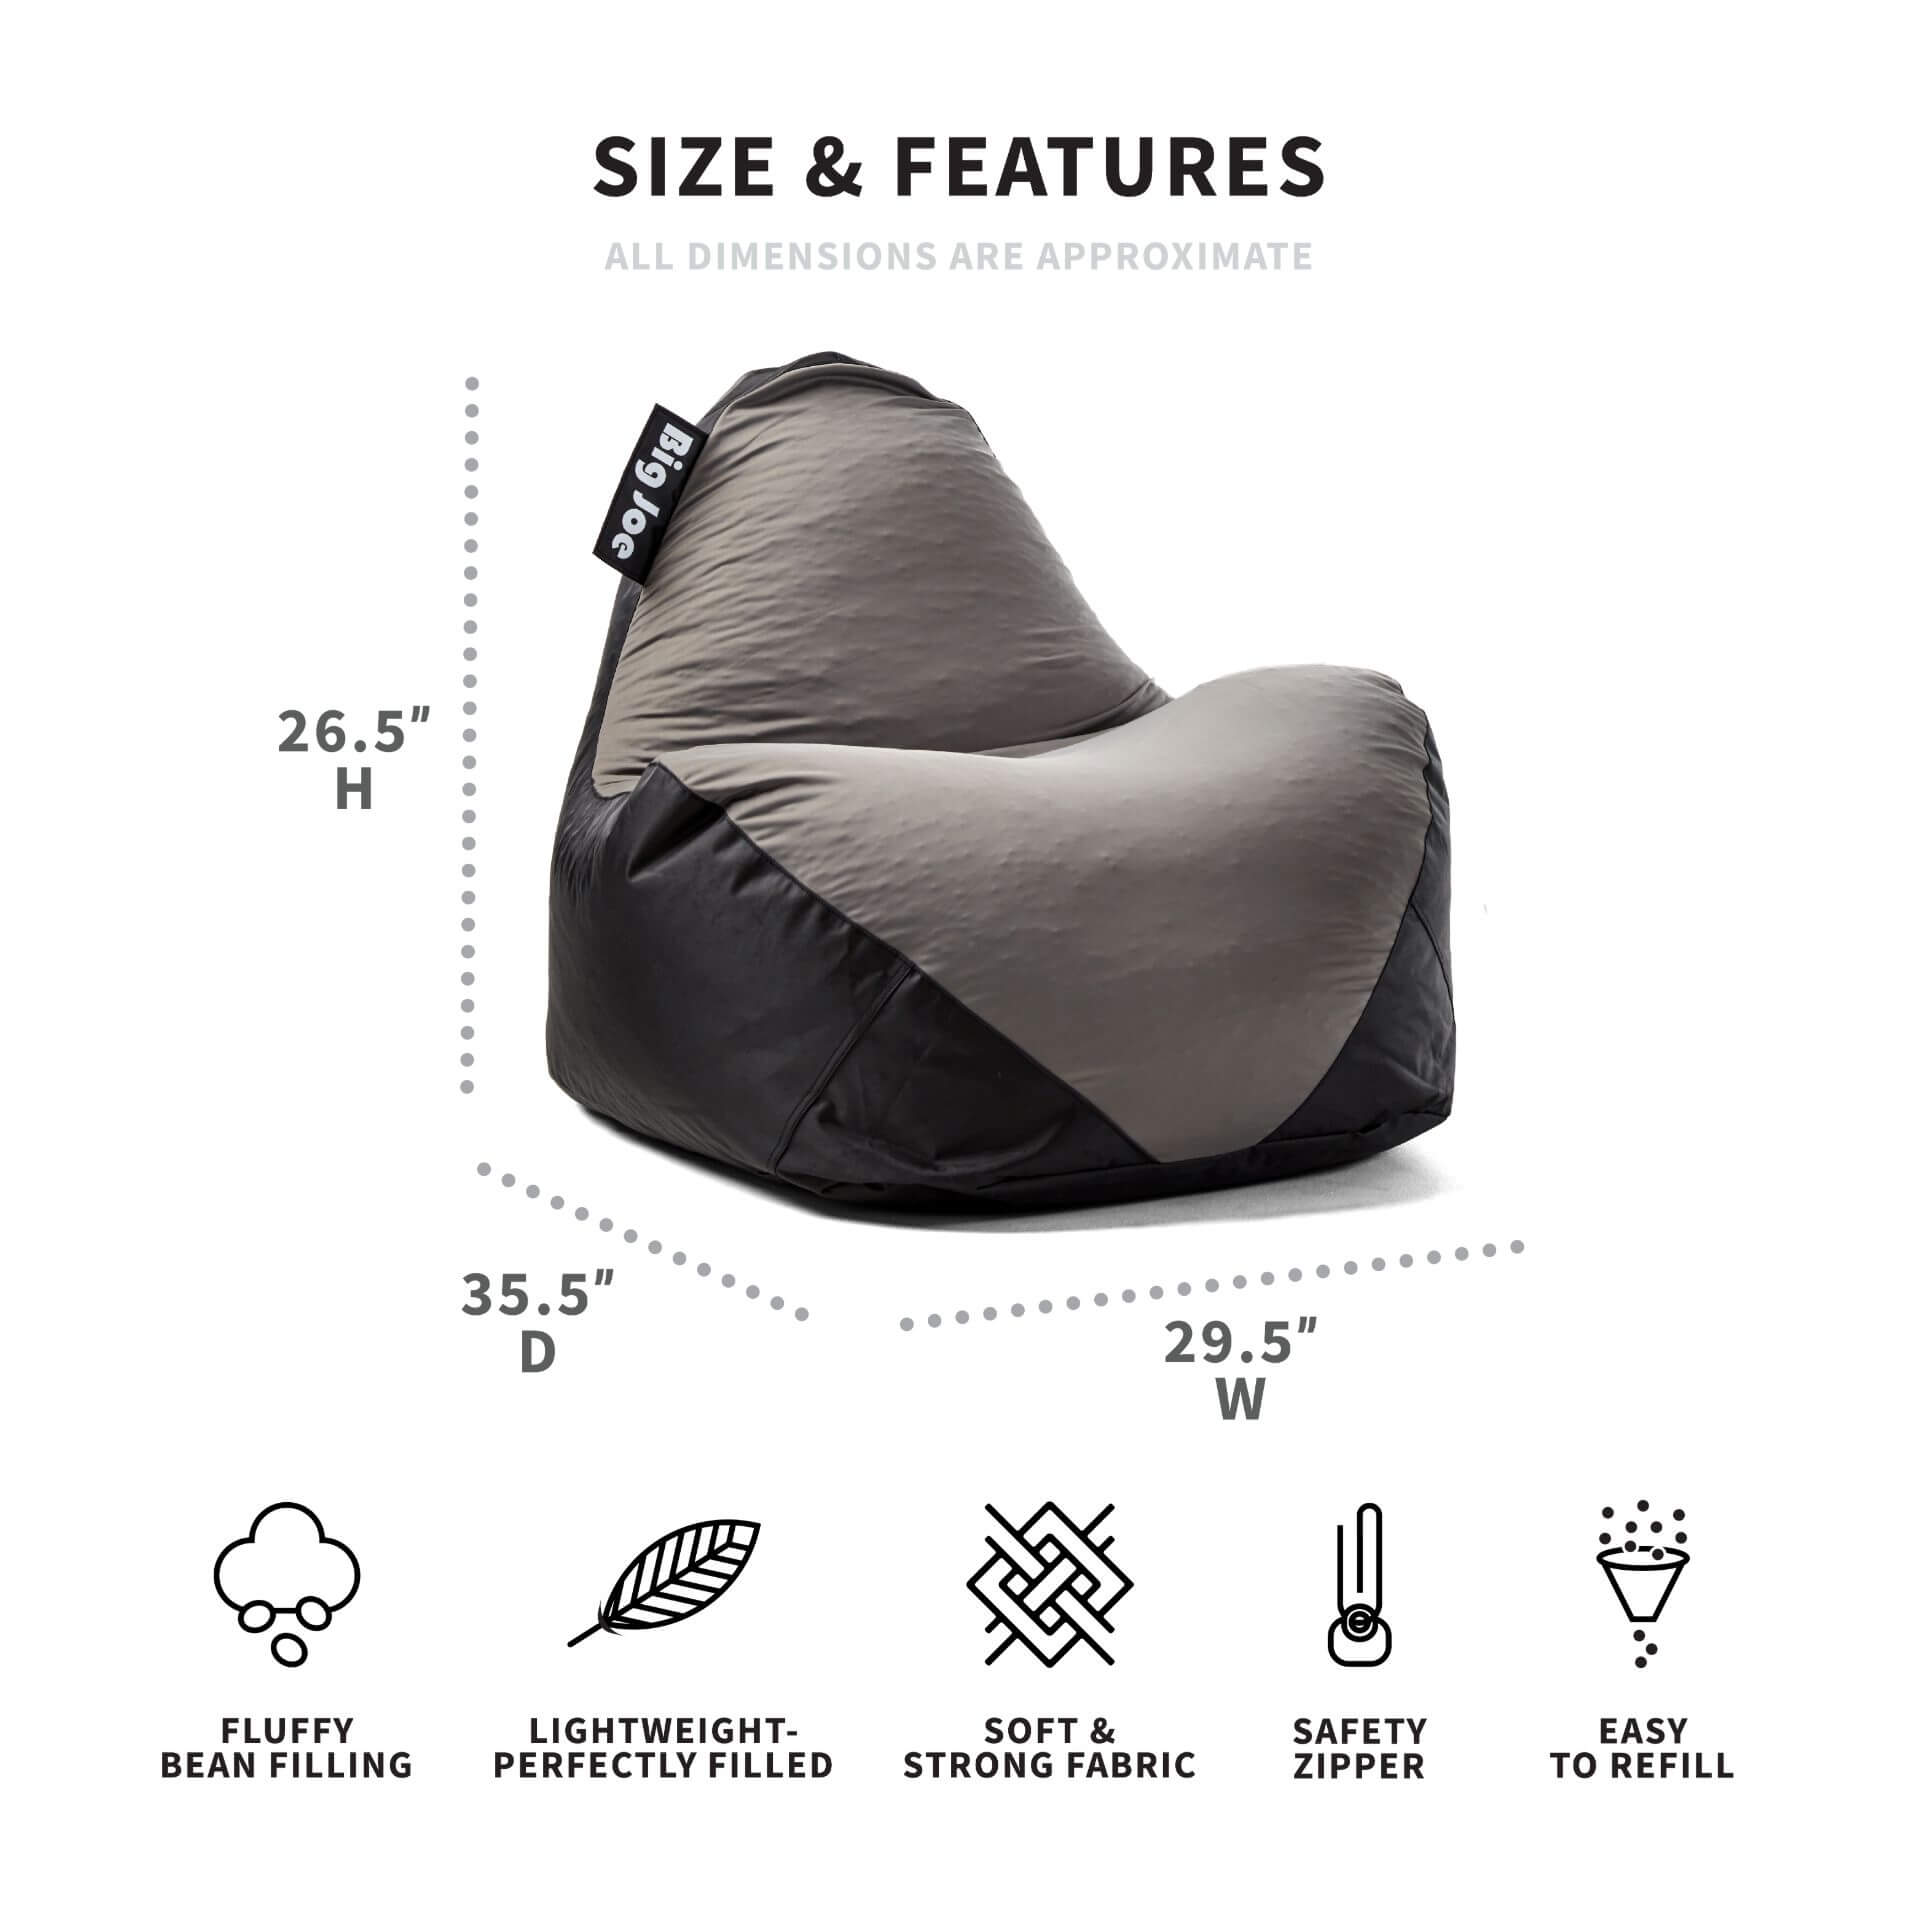 SIZE & FEATURES
ALL DIMENSIONS ARE APPROXIMATE
Big Joe
26.5"
H
35.5"
D
29.5"
W
FLUFFY
BEAN FILLING
LIGHTWEIGHT-
PERFECTLY FILLED
SOFT &
STRONG FABRIC
SAFETY
ZIPPER
EASY
TO REFILL